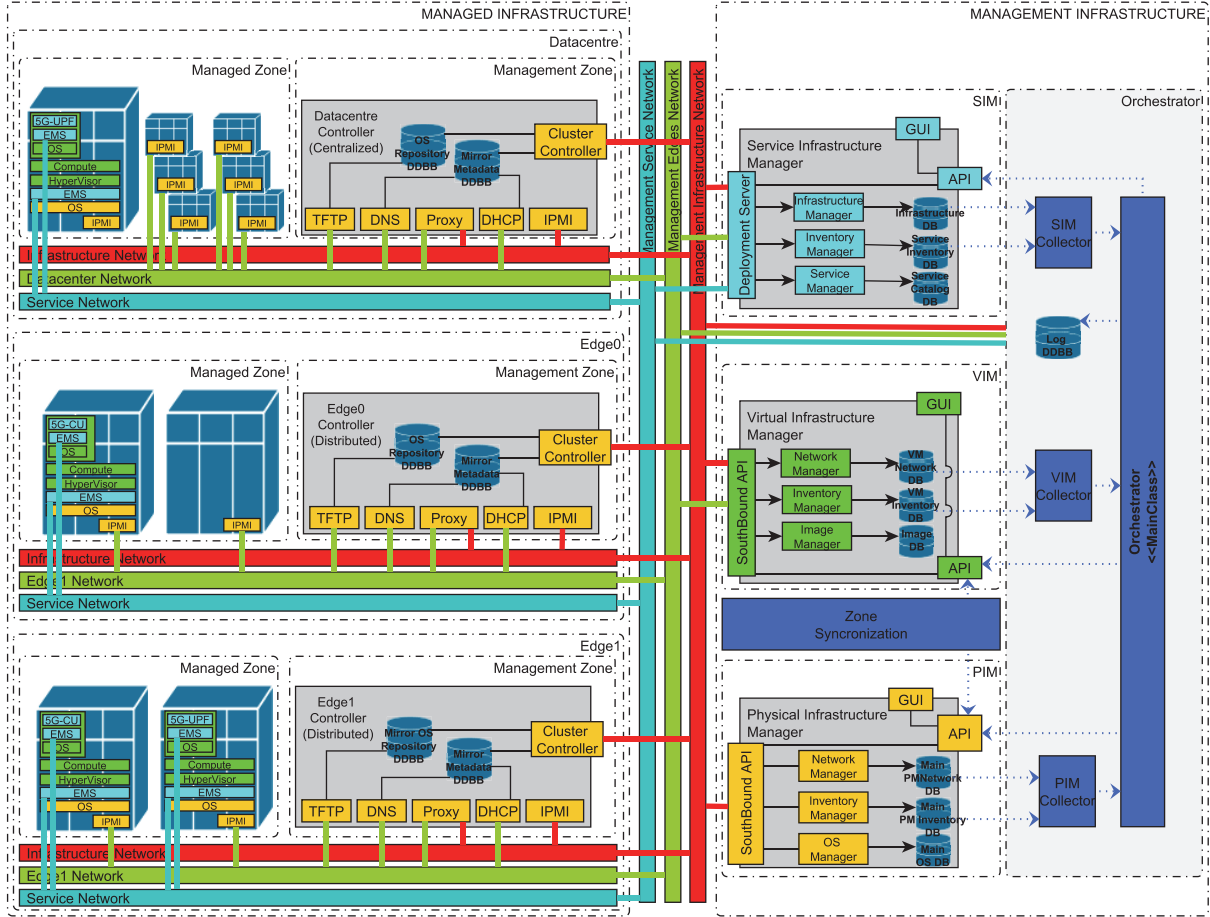 MANAGED INFRASTRUCTURE
Datacentre
Managed Zone
5G-UPF
EMS
OS
Compute
HyperVisor
EMS
OS
IPMI
IPMI
IPMI
IPMI
IPMI
IPMI
IPMI
Management Zone
Datacentre
Controller
(Centralized)
OS
Repository
DDBB
Mirror
Metadata
DDBB
Cluster
Controller
TFTP
DNS
Proxy
DHCP
IPMI
Infrastructure Network
Datacenter Network
Service Network
Edge0
Managed Zone
5G-CU
EMS
OS
Compute
HyperVisor
EMS
OS
IPMI
IPMI
Management Zone
Edge0
Controller
(Distributed)
OS
Repository
DDBB
Mirror
Metadata
DDBB
Cluster
Controller
TFTP
DNS
Proxy
DHCP
IPMI
Infrastructure Network
Edge1 Network
Service Network
Edge1
Managed Zone
5G-CU
EMS
OS
Compute
HyperVisor
EMS
OS
IPMI
5G-UPF
EMS
OS
Compute
HyperVisor
EMS
OS
IPMI
Management Zone
Edge1
Controller
(Distributed)
Mirror OS
Repository
DDBB
Mirror
Metadata
DDBB
Cluster
Controller
TFTP
DNS
Proxy
DHCP
IPMI
Infrastructure Network
Edge1 Network
Service Network
Management Service Network
Management Edges Network
Management Infrastructure Network
MANAGEMENT INFRASTRUCTURE
SIM
GUI
Service Infrastructure
Manager
API
Deployment Server
Infrastructure
Manager
Infrastructure
DB
Inventory
Manager
Service
Inventory
DB
Service
Manager
Service
Catalog
DB
VIM
GUI
Virtual Infrastructure
Manager
SouthBound API
Network
Manager
VM
Network
DB
Inventory
Manager
VM
Inventory
DB
Image
Manager
Image
DB
API
Zone
Syncronization
PIM
GUI
Physical Infrastructure
Manager
API
SouthBound API
Network
Manager
Main
PMNetwork
DB
Inventory
Manager
Main
PM Inventory
DB
OS
Manager
Main
OS DB
Orchestrator
SIM
Collector
Log
DDBB
VIM
Collector
PIM
Collector
Orchestrator
<<MainClass>>